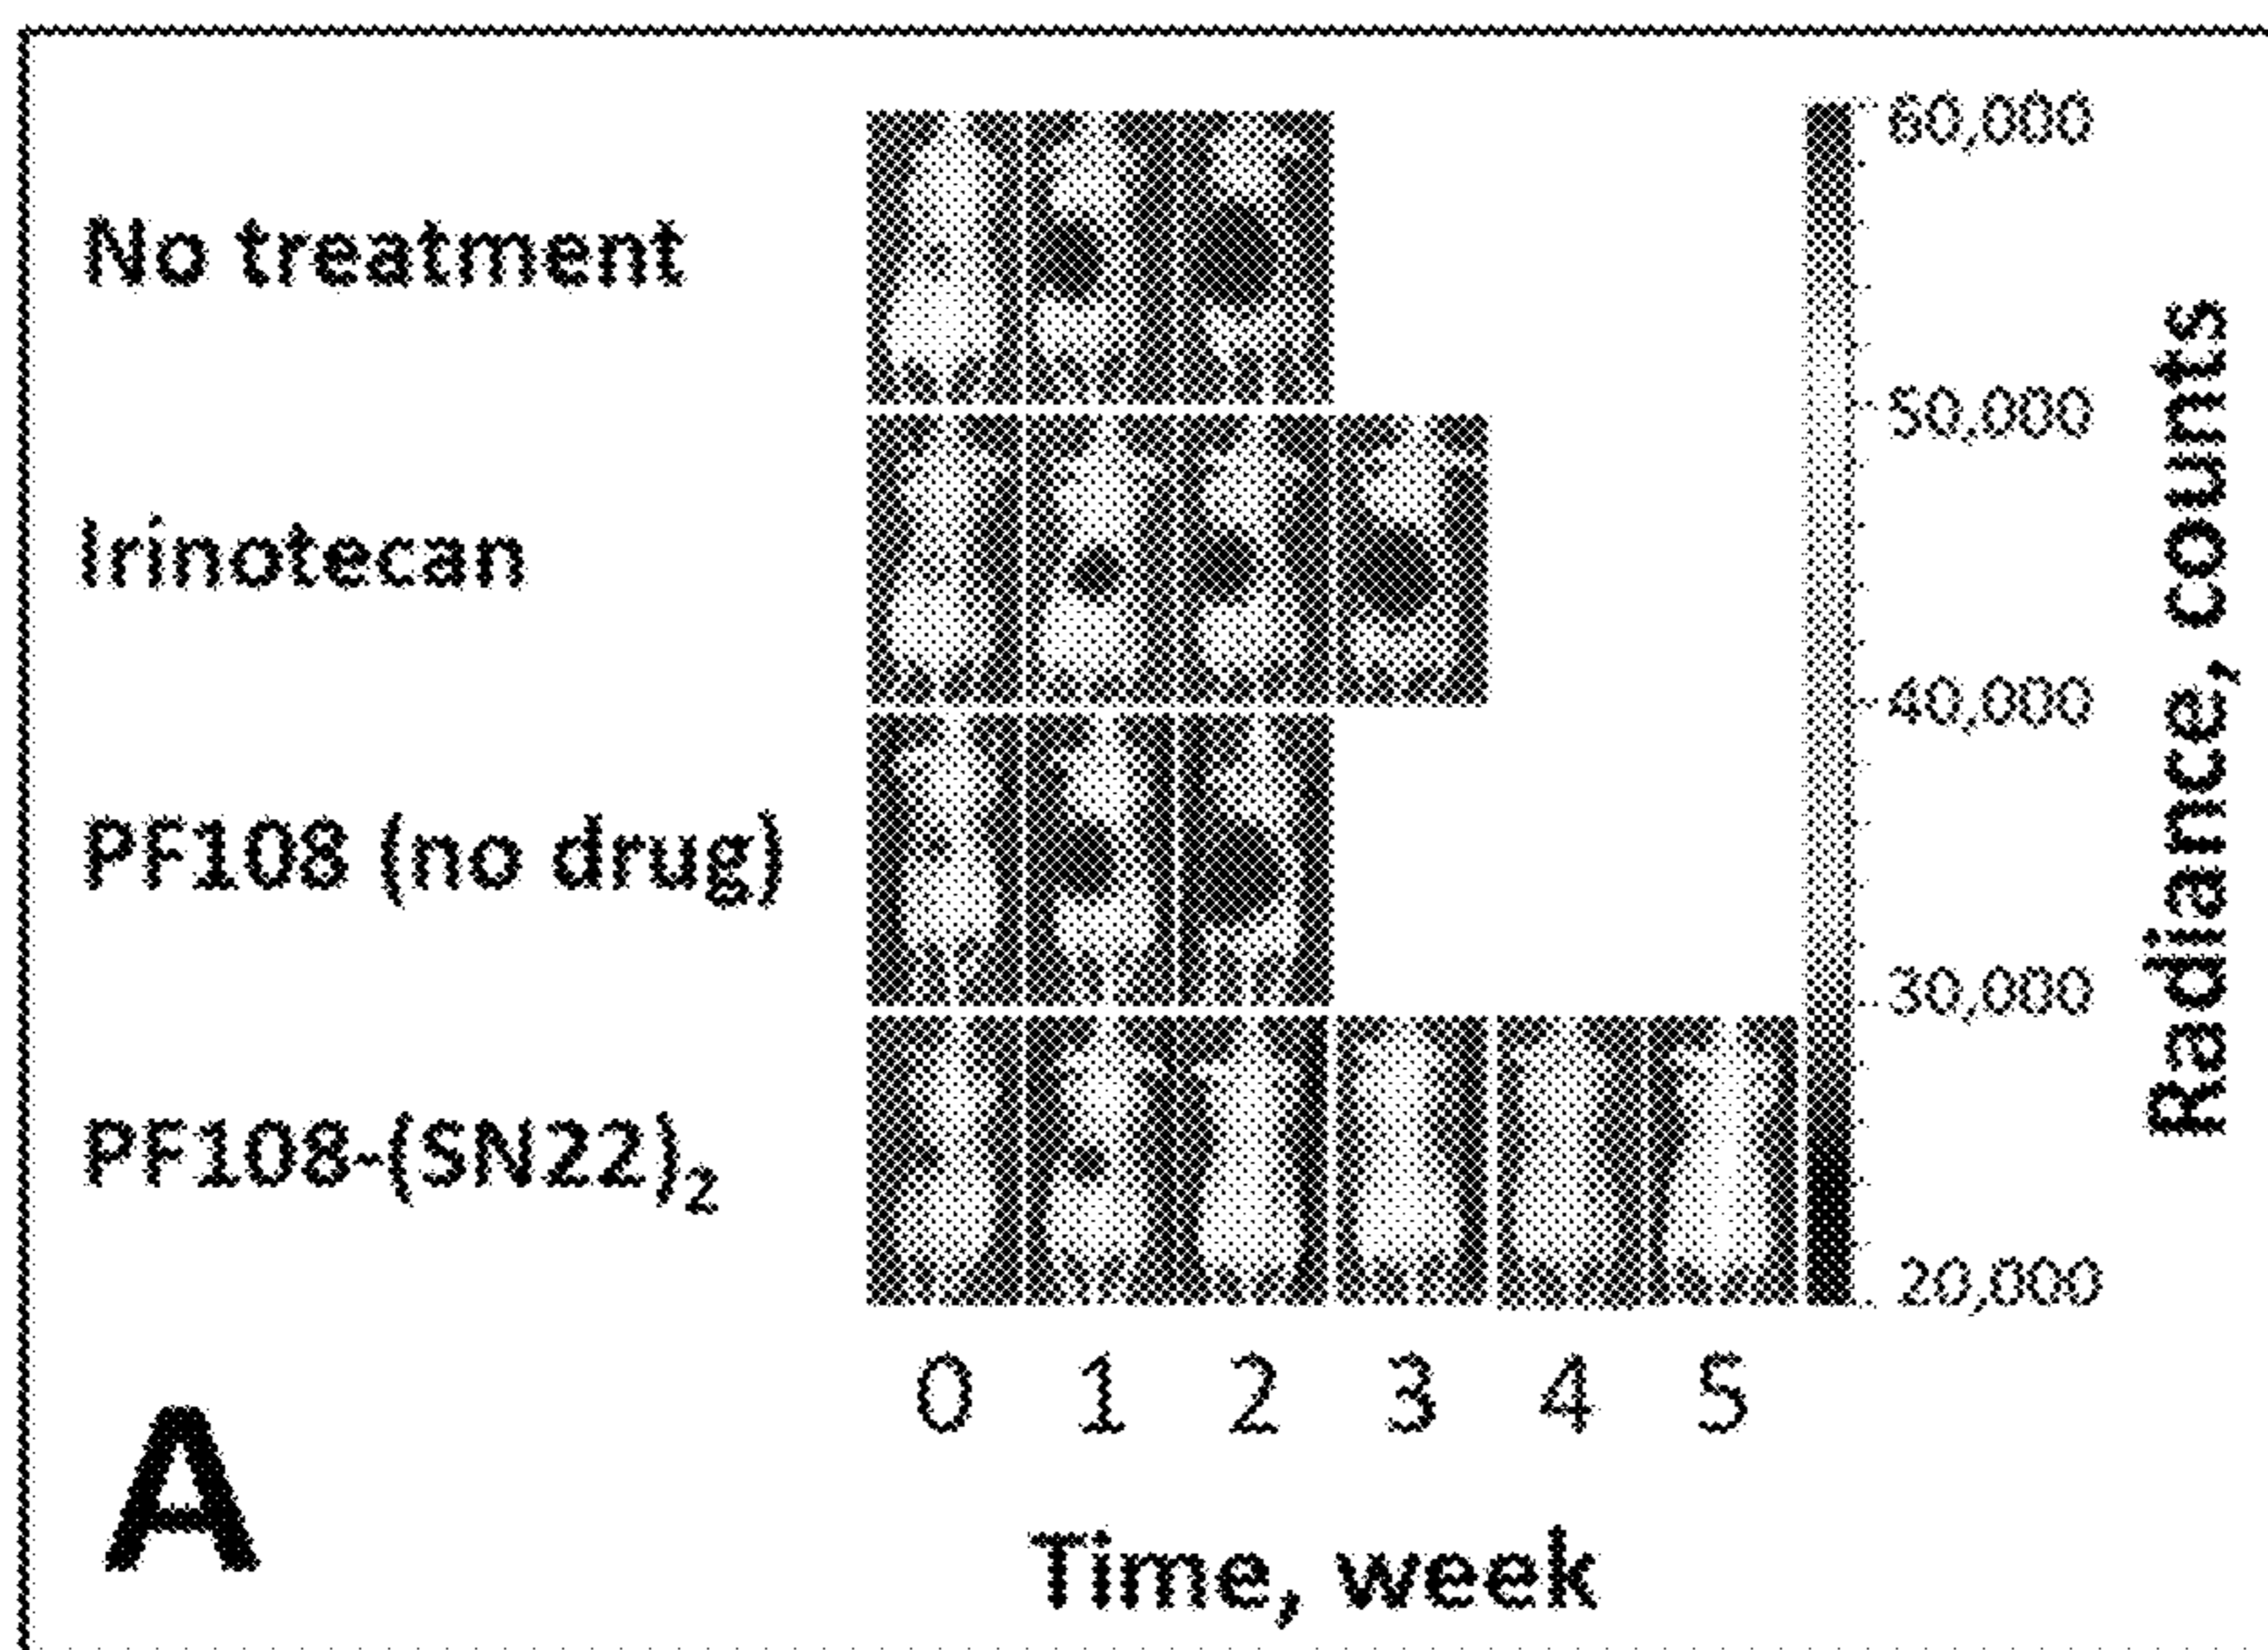 No treatment
Irinotecan
PF108 (no drug)
PF108-(SN22)₂
60,000
50,000
40,000
30,000
20,000
Radiance, counts
0 1 2 3 4 5
Time, week
A